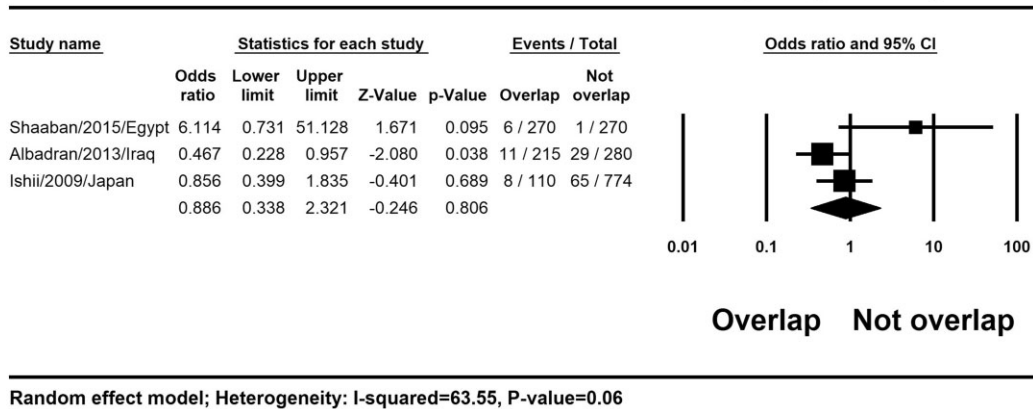 Study name Statistics for each study Events / Total Odds ratio and 95% CI
Odds ratio Lower limit Upper limit Z-Value p-Value Overlap Not overlap
Shaaban/2015/Egypt 6.114 0.731 51.128 1.671 0.095 6 / 270 1 / 270
Albadran/2013/Iraq 0.467 0.228 0.957 -2.080 0.038 11 / 215 29 / 280
Ishii/2009/Japan 0.856 0.399 1.835 -0.401 0.689 8 / 110 65 / 774
0.886 0.338 2.321 -0.246 0.806
0.01 0.1 1 10 100
Overlap Not overlap
Random effect model; Heterogeneity: I-squared=63.55, P-value=0.06